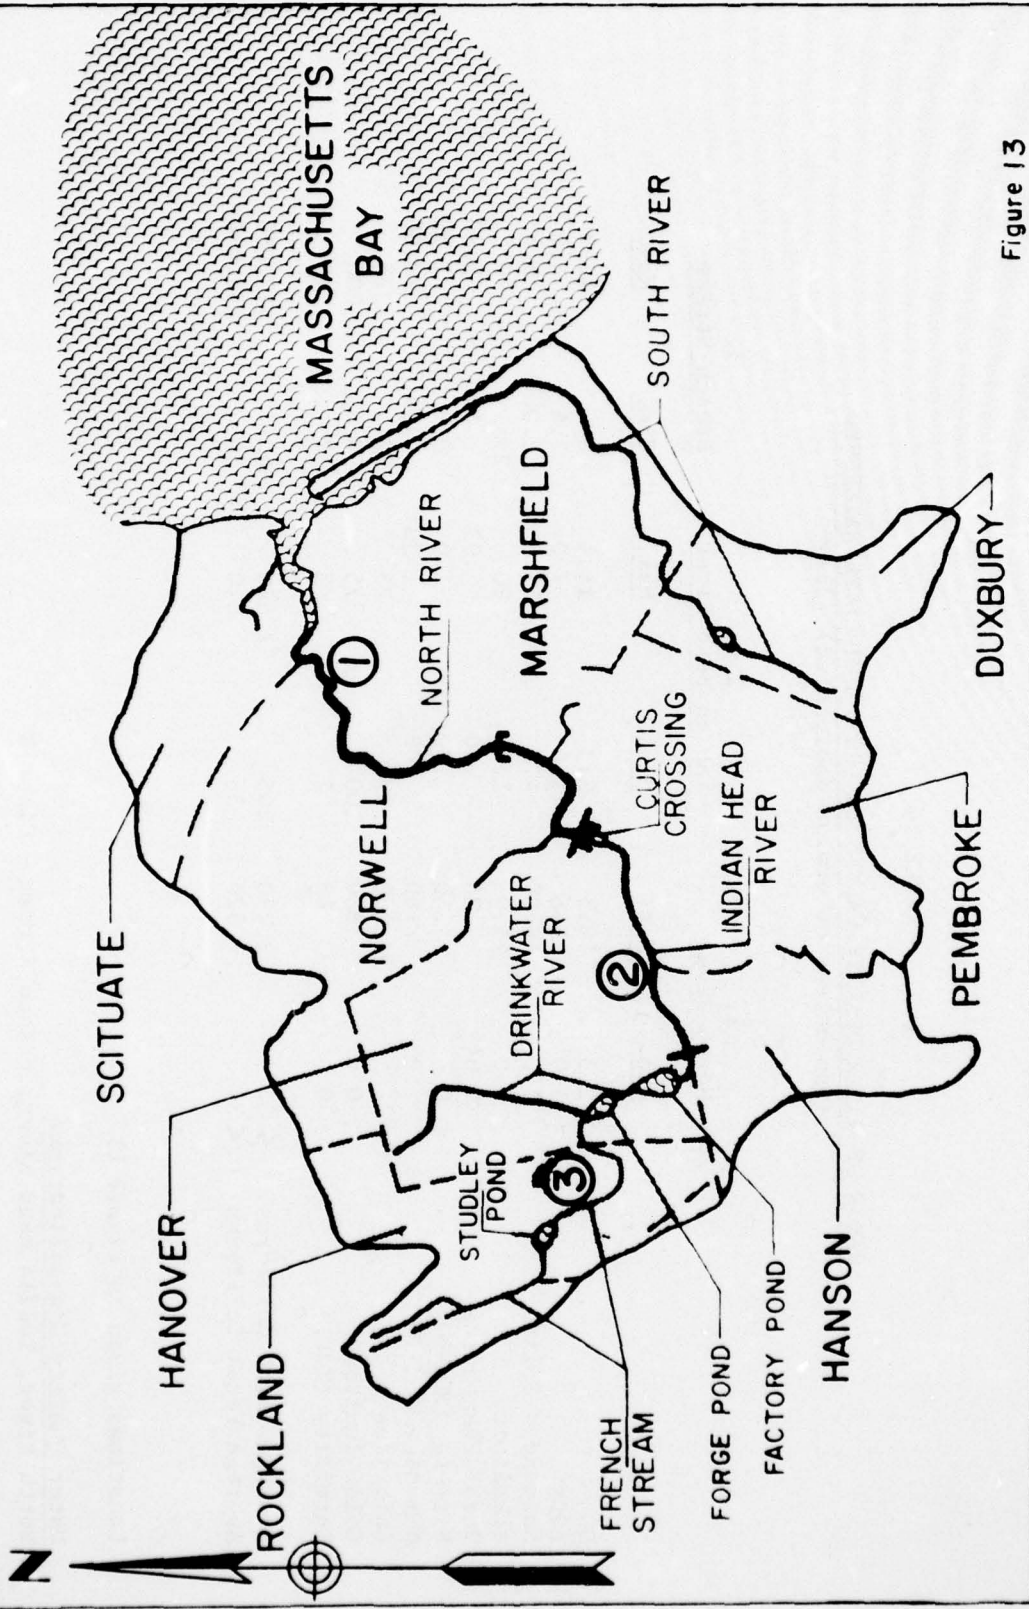 N
MASSACHUSETTS
BAY
SCITUATE
HANOVER
ROCKLAND
NORWELL
NORTH RIVER
MARSHFIELD
SOUTH RIVER
①
②
③
STUDLEY
POND
DRINKWATER
RIVER
CURTIS
CROSSING
INDIAN HEAD
RIVER
FRENCH
STREAM
FORGE POND
FACTORY POND
HANSON
PEMBROKE
DUXBURY
Figure 13